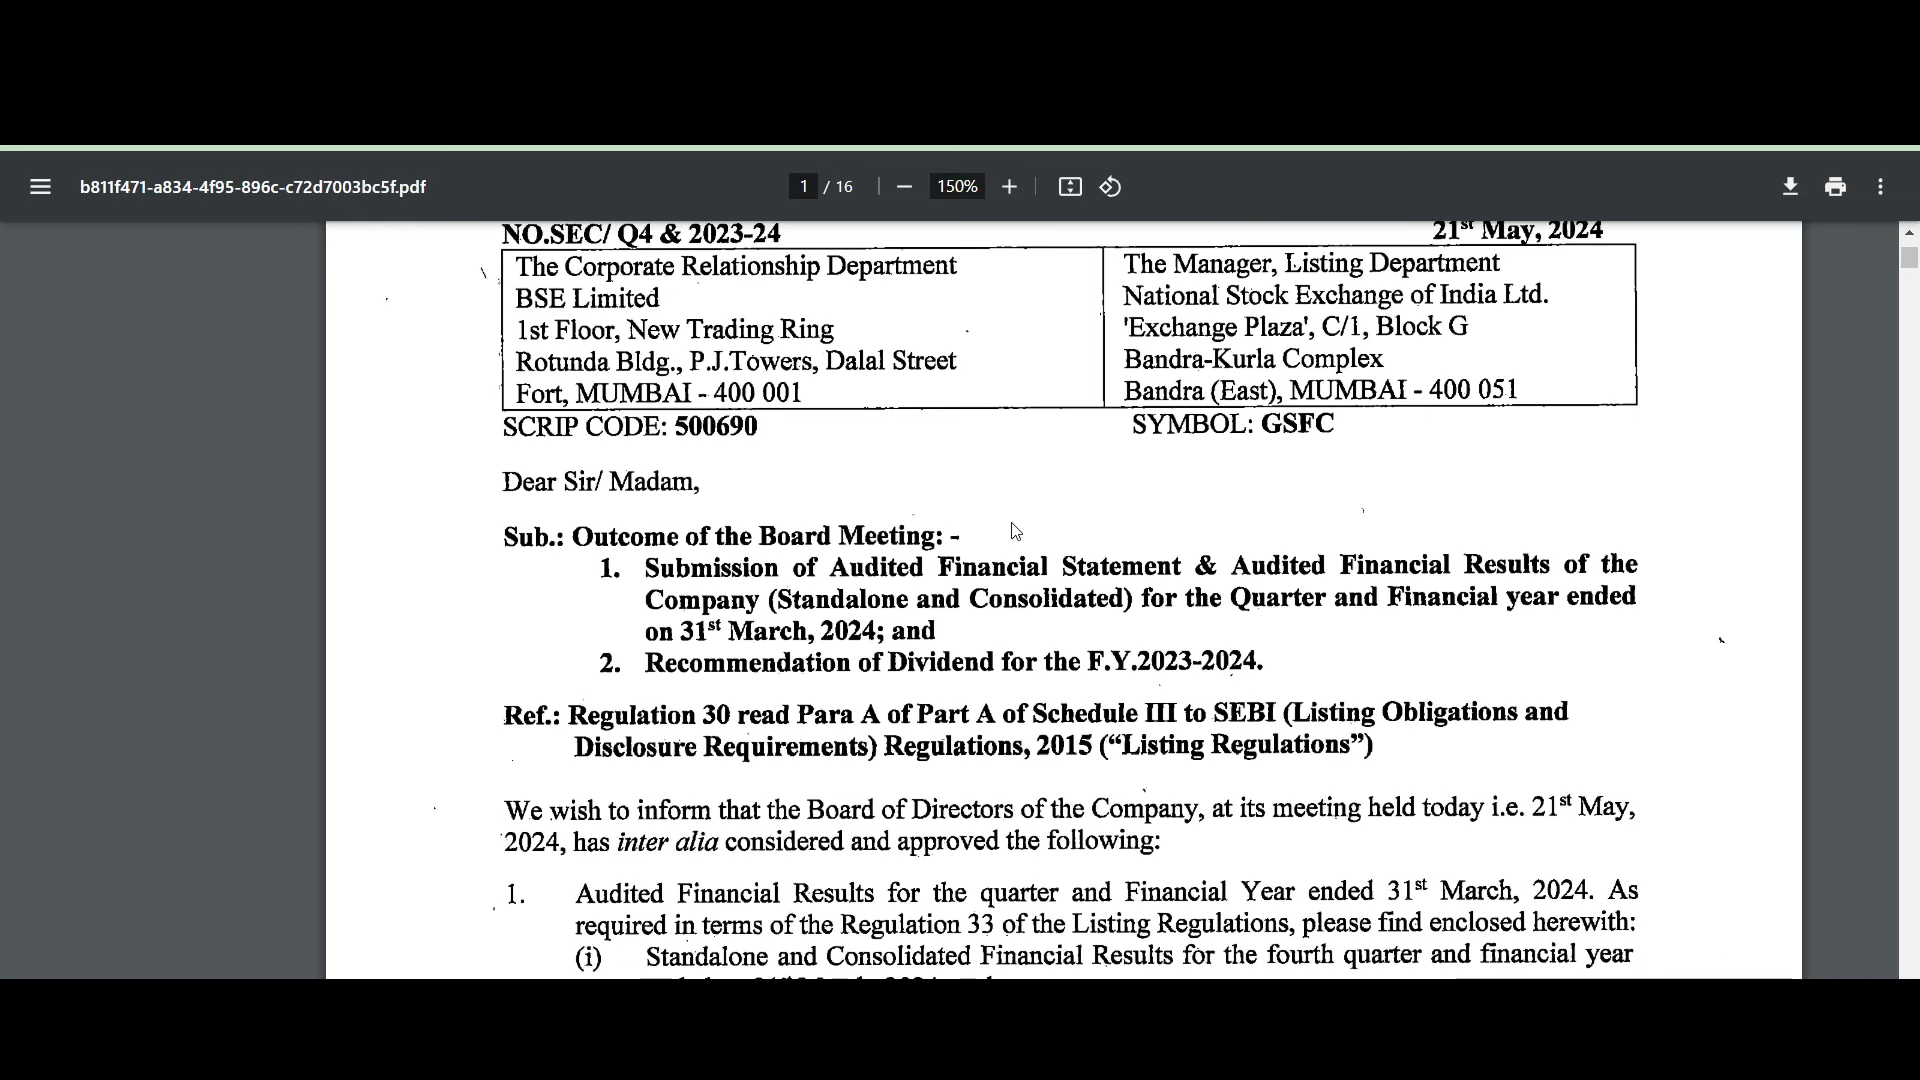 b811f471-a834-4f95-896c-c72d7003bc5f.pdf
1 / 16
150%
NO.SEC/ Q4 & 2023-24
21st May, 2024
The Corporate Relationship Department
BSE Limited
1st Floor, New Trading Ring
Rotunda Bldg., P.J.Towers, Dalal Street
Fort, MUMBAI - 400 001
The Manager, Listing Department
National Stock Exchange of India Ltd.
'Exchange Plaza', C/1, Block G
Bandra-Kurla Complex
Bandra (East), MUMBAI - 400 051
SCRIP CODE: 500690
SYMBOL: GSFC
Dear Sir/ Madam,
Sub.: Outcome of the Board Meeting: -
1. Submission of Audited Financial Statement & Audited Financial Results of the
Company (Standalone and Consolidated) for the Quarter and Financial year ended
on 31st March, 2024; and
2. Recommendation of Dividend for the F.Y.2023-2024.
Ref.: Regulation 30 read Para A of Part A of Schedule III to SEBI (Listing Obligations and
Disclosure Requirements) Regulations, 2015 (“Listing Regulations”)
We wish to inform that the Board of Directors of the Company, at its meeting held today i.e. 21st May,
2024, has inter alia considered and approved the following:
1. Audited Financial Results for the quarter and Financial Year ended 31st March, 2024. As
required in terms of the Regulation 33 of the Listing Regulations, please find enclosed herewith:
(i) Standalone and Consolidated Financial Results for the fourth quarter and financial year